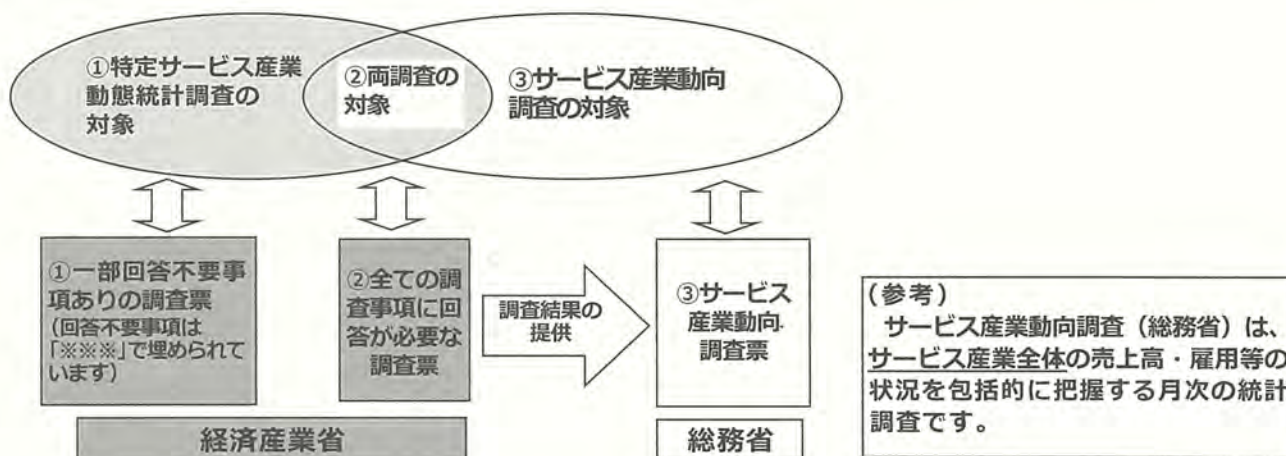 ①特定サービス産業
動態統計調査の
対象
②両調査の
対象
③サービス産業動向
調査の対象
①一部回答不要事
項ありの調査票
(回答不要事項は
「※※※」で埋められて
います)
②全ての調
査事項に回
答が必要な
調査票
調査結果の
提供
③サービス
産業動向
調査票
経済産業省
総務省
(参考)
サービス産業動向調査(総務省)は、
サービス産業全体の売上高・雇用等の
状況を包括的に把握する月次の統計
調査です。